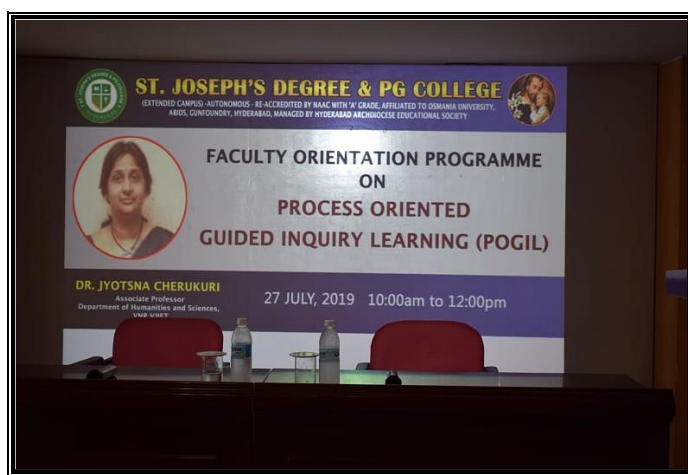 ST. JOSEPH'S DEGREE & PG COLLEGE
(EXTENDED CAMPUS) -AUTONOMOUS - RE-ACCREDITED BY NAAC WITH 'A' GRADE, AFFILIATED TO OSMANIA UNIVERSITY,
ABIDS, GUNFOUNDRY, HYDERABAD, MANAGED BY HYDERABAD ARCHDIOCESE EDUCATIONAL SOCIETY
FACULTY ORIENTATION PROGRAMME
ON
PROCESS ORIENTED
GUIDED INQUIRY LEARNING (POGIL)
DR. JYOTSNA CHERUKURI
Associate Professor
Department of Humanities and Sciences,
VNR VJIET
27 JULY, 2019 10:00am to 12:00pm